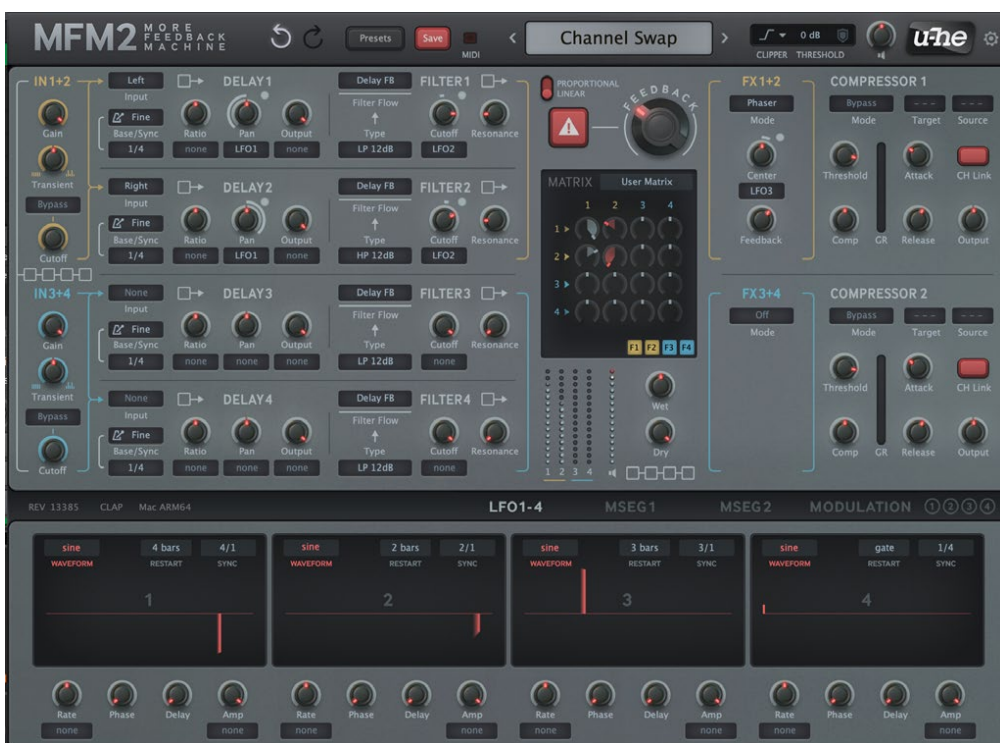 MFM2 MORE FEEDBACK MACHINE
Presets Save MIDI < Channel Swap > 0 dB CLIPPER THRESHOLD u-he
IN1+2 Left DELAY1 Delay FB FILTER1 PROPORTIONAL LINEAR FEEDBACK FX1+2 COMPRESSOR 1
Input Filter Flow Phaser Bypass --- ---
Gain Fine Mode Mode Target Source
Base/Sync Ratio Pan Output Type Cutoff Resonance
1/4 none LFO1 none LP 12dB LFO2
Transient Right DELAY2 Delay FB FILTER2 MATRIX User Matrix Center Threshold Attack CH Link
Bypass Input Filter Flow 1 2 3 4 LFO3
Fine 1
Cutoff Base/Sync Ratio Pan Output Type Cutoff Resonance Feedback Comp GR Release Output
1/4 none LFO1 none HP 12dB LFO2 2
IN3+4 None DELAY3 Delay FB FILTER3 3 FX3+4 COMPRESSOR 2
Input Filter Flow 4 Off Bypass --- ---
Gain Fine Mode Mode Target Source
Base/Sync Ratio Pan Output Type Cutoff Resonance
1/4 none none none LP 12dB none F1 F2 F3 F4
Transient None DELAY4 Delay FB FILTER4 Threshold Attack CH Link
Bypass Input Filter Flow Wet
Fine
Cutoff Base/Sync Ratio Pan Output Type Cutoff Resonance Dry Comp GR Release Output
1/4 none none none LP 12dB none 1 2 3 4
REV 13385 CLAP Mac ARM64 LFO1-4 MSEG1 MSEG2 MODULATION 1 2 3 4
sine 4 bars 4/1 sine 2 bars 2/1 sine 3 bars 3/1 sine gate 1/4
WAVEFORM RESTART SYNC WAVEFORM RESTART SYNC WAVEFORM RESTART SYNC WAVEFORM RESTART SYNC
1 2 3 4
Rate Phase Delay Amp Rate Phase Delay Amp Rate Phase Delay Amp Rate Phase Delay Amp
none none none none none none none none